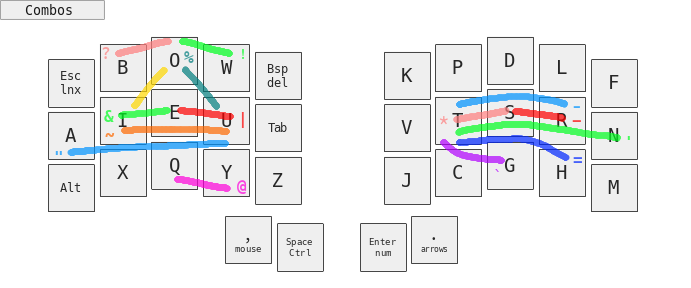 Combos
? B O % W ! K P D L F
Esc
lnx
Bsp
del
A & I E U | Tab V * T S R - N '
~ –
" X Q Y @ Z J C ` G H = M
Alt
, .
mouse Space Enter arrows
Ctrl num